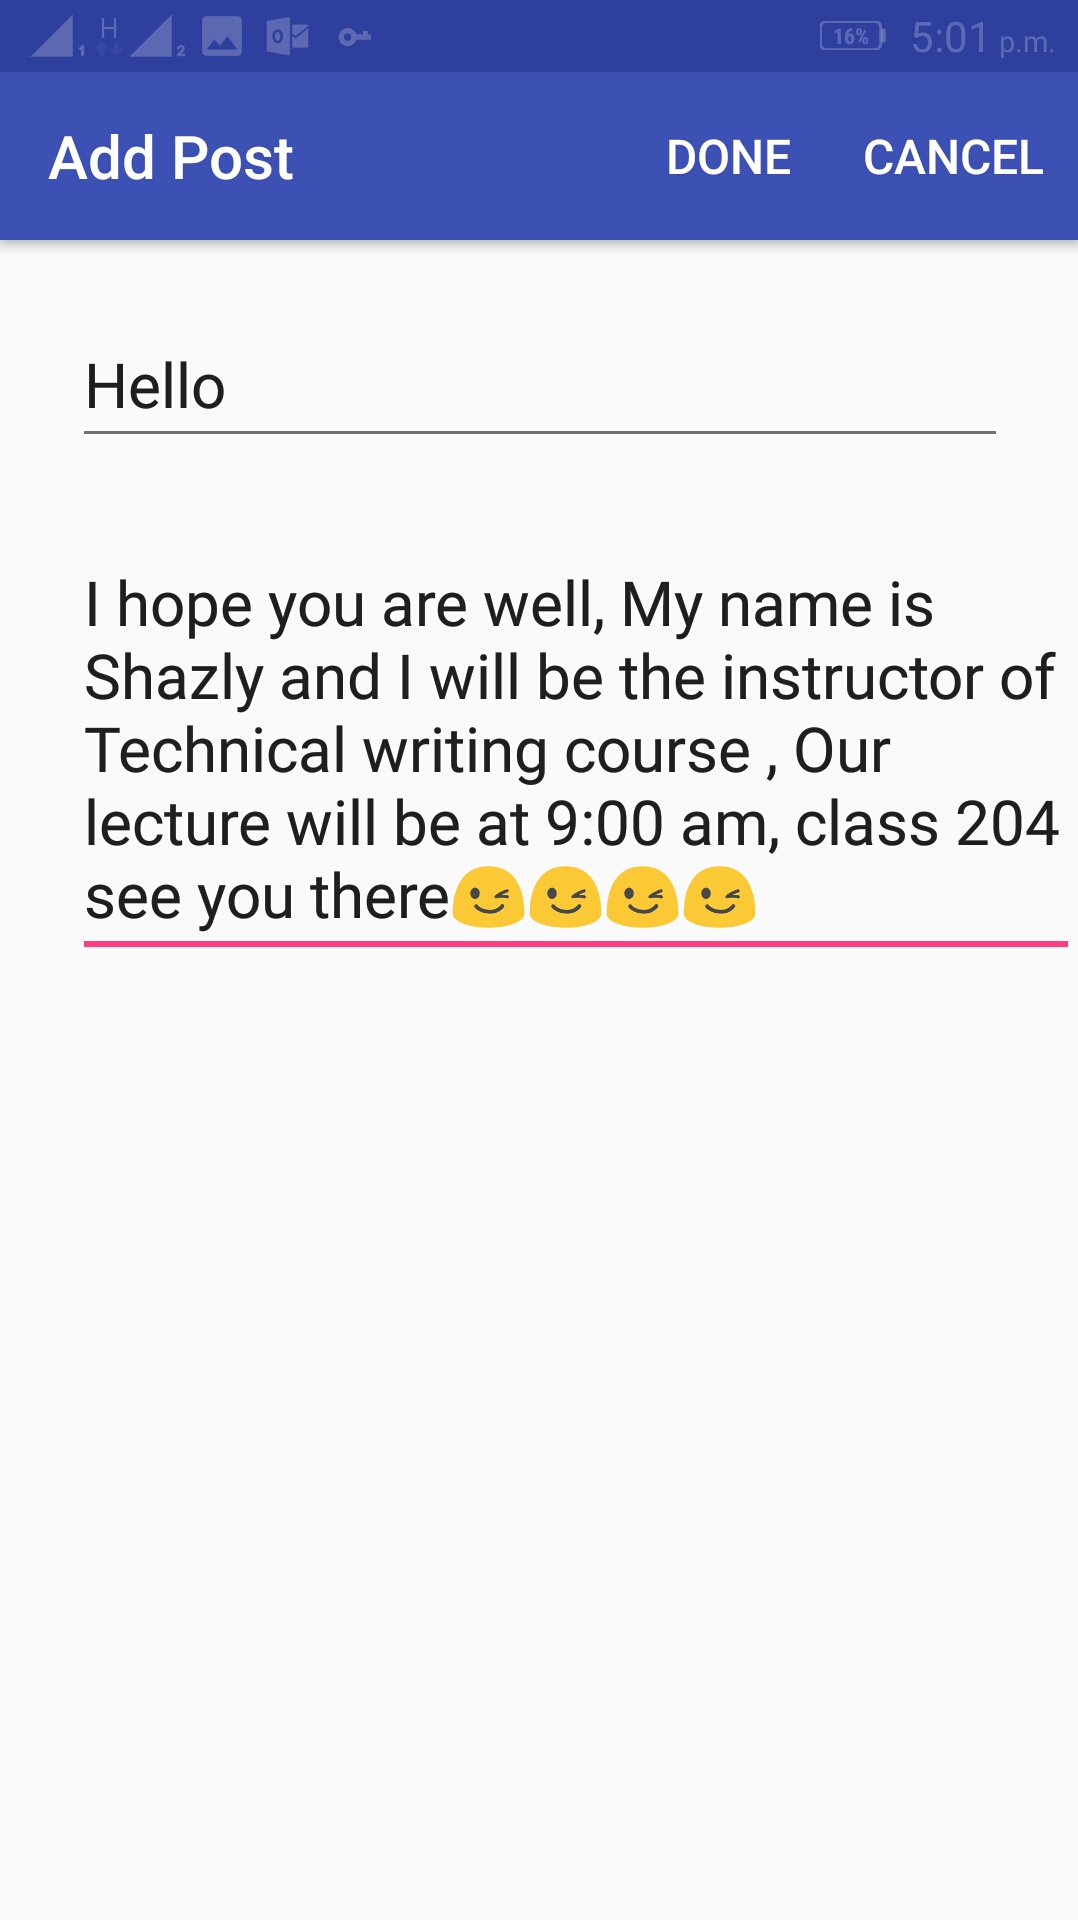 1 H 2 16% 5:01 p.m.
Add Post DONE CANCEL
Hello
I hope you are well, My name is
Shazly and I will be the instructor of
Technical writing course , Our
lecture will be at 9:00 am, class 204
see you there😉😉😉😉